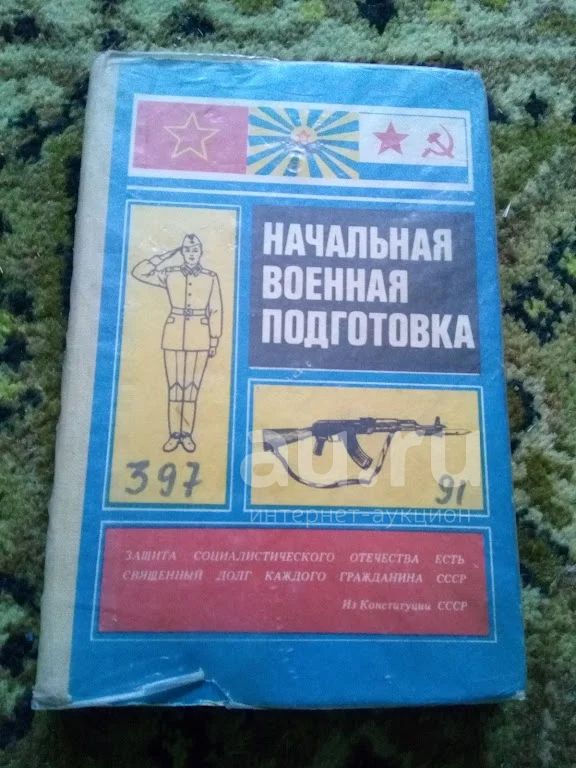 НАЧАЛЬНАЯ
ВОЕННАЯ
ПОДГОТОВКА
397
91
au.ru
интернет-аукцион
ЗАЩИТА СОЦИАЛИСТИЧЕСКОГО ОТЕЧЕСТВА ЕСТЬ
СВЯЩЕННЫЙ ДОЛГ КАЖДОГО ГРАЖДАНИНА СССР
Из Конституции СССР